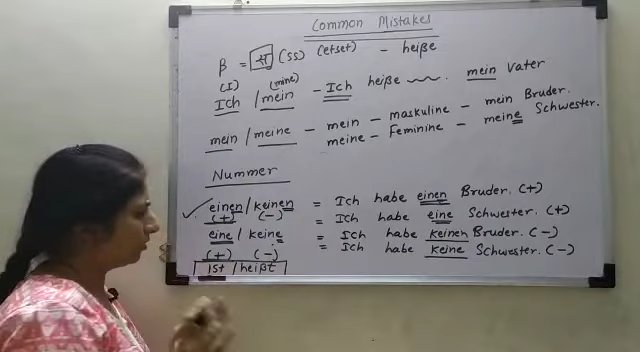 Common Mistakes
β = स (SS) (etset) - heiße
(I) (mine)
Ich / mein - Ich heiße ~~. mein Vater
mein / meine - mein - maskuline - mein Bruder.
meine - Feminine - meine Schwester.
Nummer
✓ einen / keinen = Ich habe einen Bruder. (+)
(+) (-) = Ich habe eine Schwester. (+)
eine / keine = Ich habe keinen Bruder. (-)
(+) (-) = Ich habe keine Schwester. (-)
ist / heißt